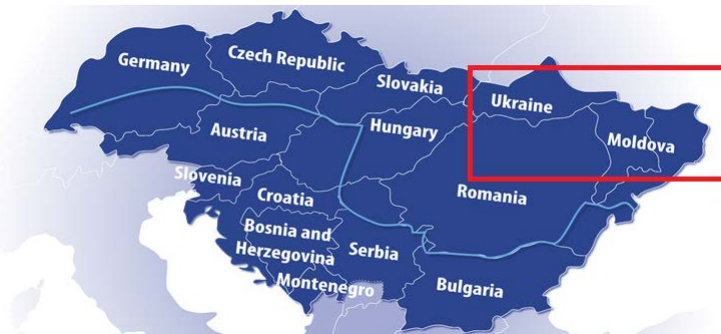 Germany
Czech Republic
Slovakia
Ukraine
Austria
Hungary
Moldova
Slovenia
Croatia
Romania
Bosnia and
Herzegovina
Serbia
Montenegro
Bulgaria